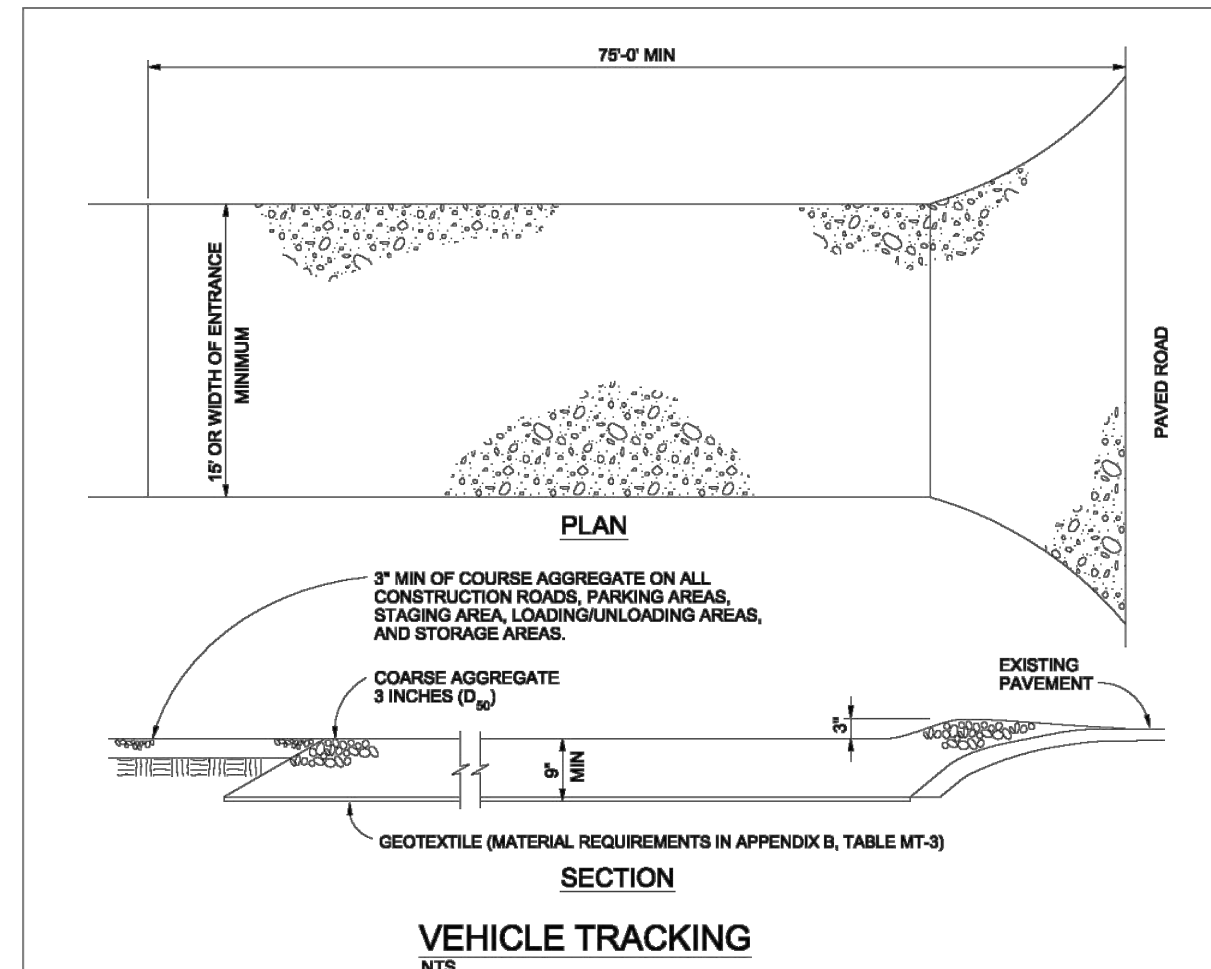 75'-0' MIN
15' OR WIDTH OF ENTRANCE
MINIMUM
PAVED ROAD
PLAN
3" MIN OF COURSE AGGREGATE ON ALL
CONSTRUCTION ROADS, PARKING AREAS,
STAGING AREA, LOADING/UNLOADING AREAS,
AND STORAGE AREAS.
COARSE AGGREGATE
3 INCHES (D50)
EXISTING
PAVEMENT
3"
9"
MIN
GEOTEXTILE (MATERIAL REQUIREMENTS IN APPENDIX B, TABLE MT-3)
SECTION
VEHICLE TRACKING
NTS